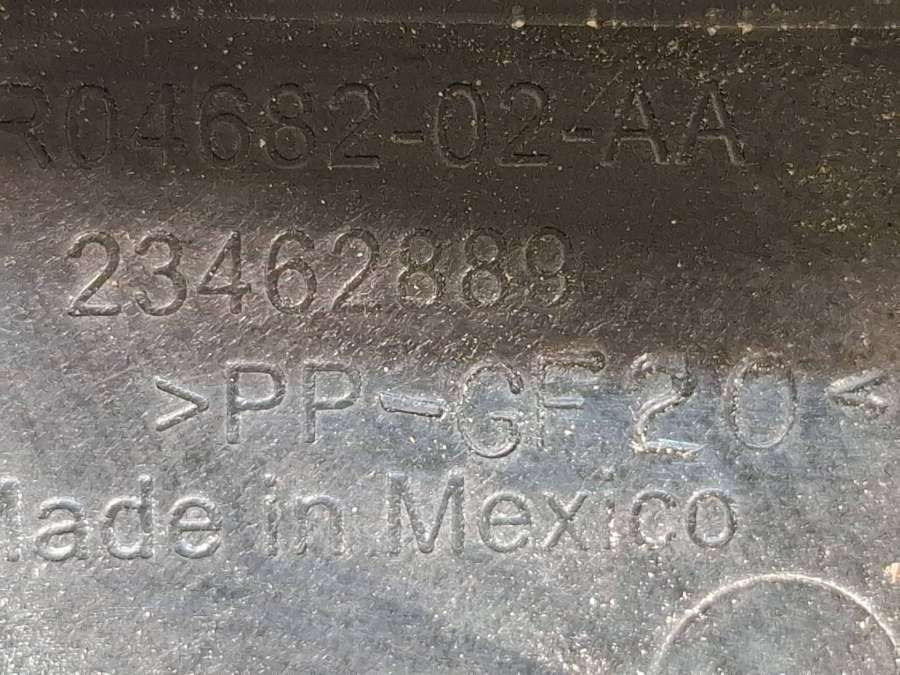 R04682-02-AA
23462889
>PP-GF20<
Made in Mexico